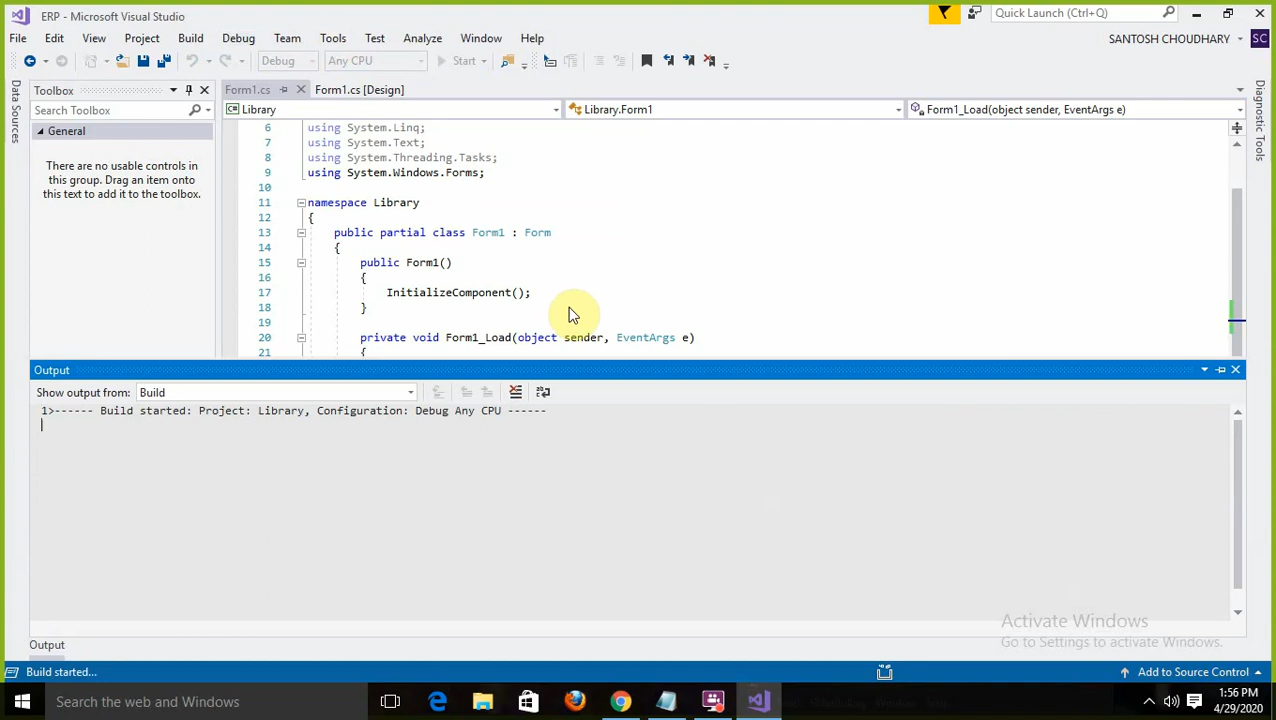 ERP - Microsoft Visual Studio
Quick Launch (Ctrl+Q)
File Edit View Project Build Debug Team Tools Test Analyze Window Help
SANTOSH CHOUDHARY SC
Debug Any CPU Start
Data Sources
Toolbox
Search Toolbox
General
There are no usable controls in
this group. Drag an item onto
this text to add it to the toolbox.
Form1.cs Form1.cs [Design]
Library Library.Form1 Form1_Load(object sender, EventArgs e)
6 using System.Linq;
7 using System.Text;
8 using System.Threading.Tasks;
9 using System.Windows.Forms;
10
11 namespace Library
12 {
13 public partial class Form1 : Form
14 {
15 public Form1()
16 {
17 InitializeComponent();
18 }
19
20 private void Form1_Load(object sender, EventArgs e)
21 {
Diagnostic Tools
Output
Show output from: Build
1>------ Build started: Project: Library, Configuration: Debug Any CPU ------
Activate Windows
Go to Settings to activate Windows.
Output
Build started... Add to Source Control
Search the web and Windows
1:56 PM
4/29/2020